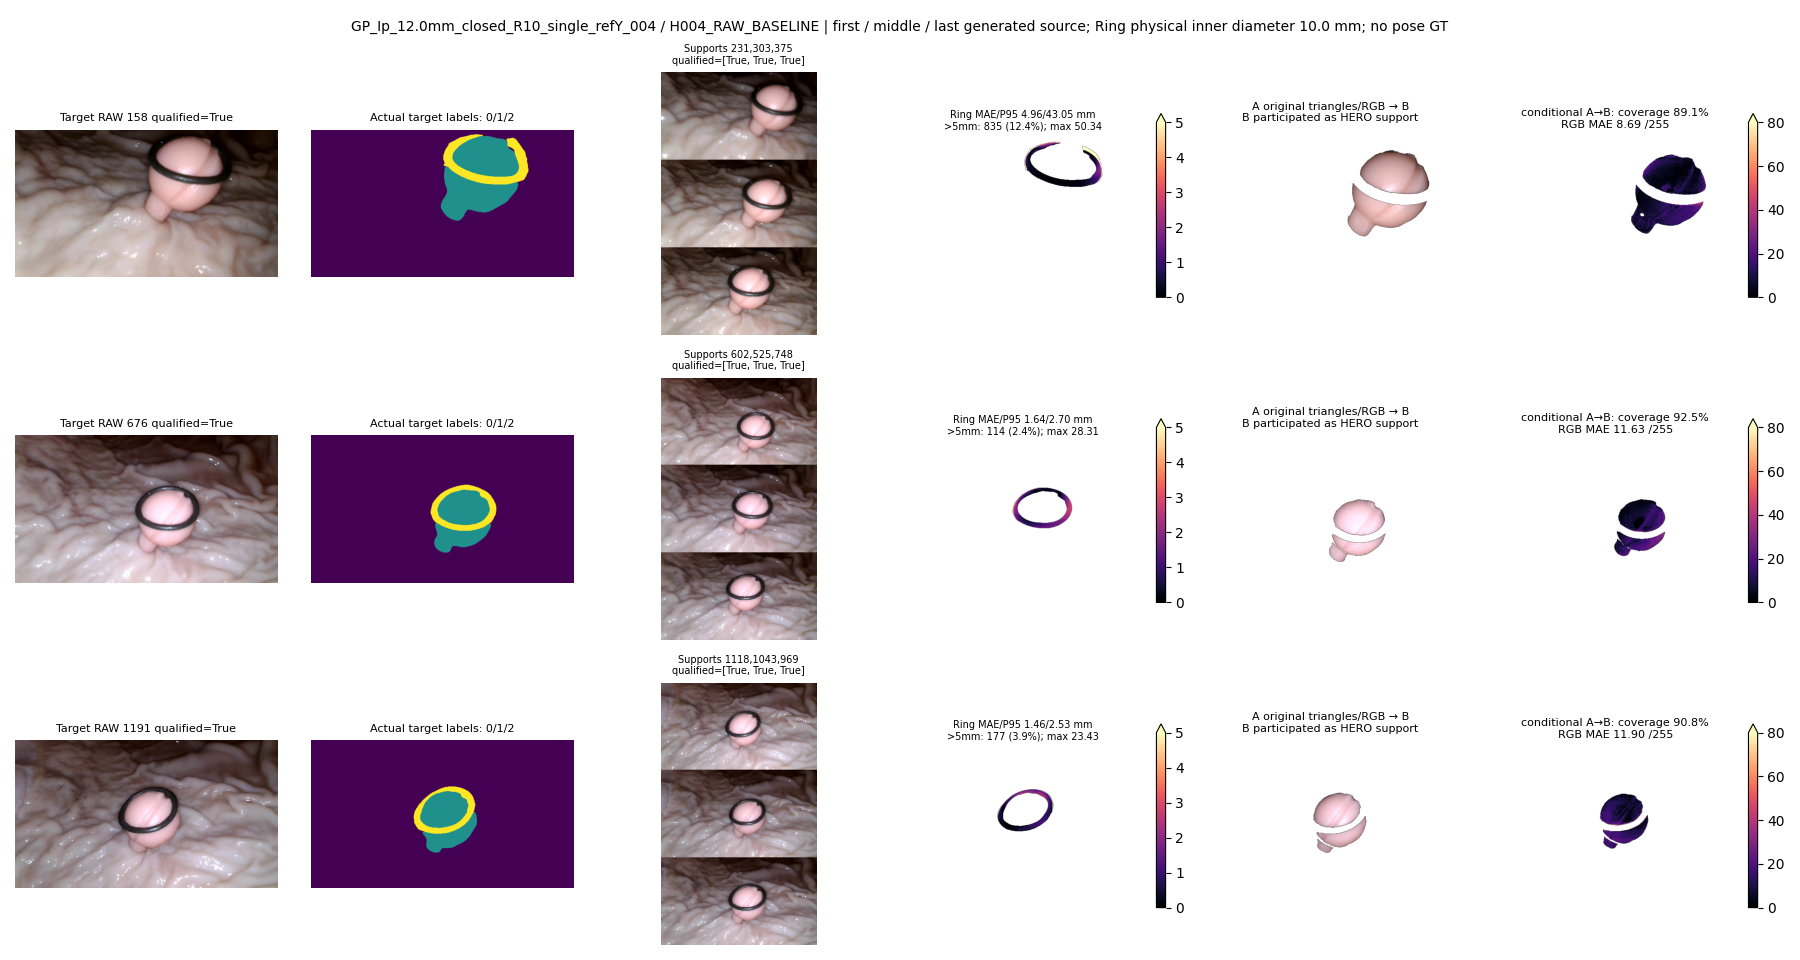 GP_Ip_12.0mm_closed_R10_single_refY_004 / H004_RAW_BASELINE | first / middle / last generated source; Ring physical inner diameter 10.0 mm; no pose GT
Target RAW 158 qualified=True
Actual target labels: 0/1/2
Supports 231,303,375
qualified=[True, True, True]
Ring MAE/P95 4.96/43.05 mm
>5mm: 835 (12.4%); max 50.34
5
4
3
2
1
0
A original triangles/RGB → B
B participated as HERO support
conditional A→B: coverage 89.1%
RGB MAE 8.69 /255
80
60
40
20
0
Target RAW 676 qualified=True
Actual target labels: 0/1/2
Supports 602,525,748
qualified=[True, True, True]
Ring MAE/P95 1.64/2.70 mm
>5mm: 114 (2.4%); max 28.31
5
4
3
2
1
0
A original triangles/RGB → B
B participated as HERO support
conditional A→B: coverage 92.5%
RGB MAE 11.63 /255
80
60
40
20
0
Target RAW 1191 qualified=True
Actual target labels: 0/1/2
Supports 1118,1043,969
qualified=[True, True, True]
Ring MAE/P95 1.46/2.53 mm
>5mm: 177 (3.9%); max 23.43
5
4
3
2
1
0
A original triangles/RGB → B
B participated as HERO support
conditional A→B: coverage 90.8%
RGB MAE 11.90 /255
80
60
40
20
0